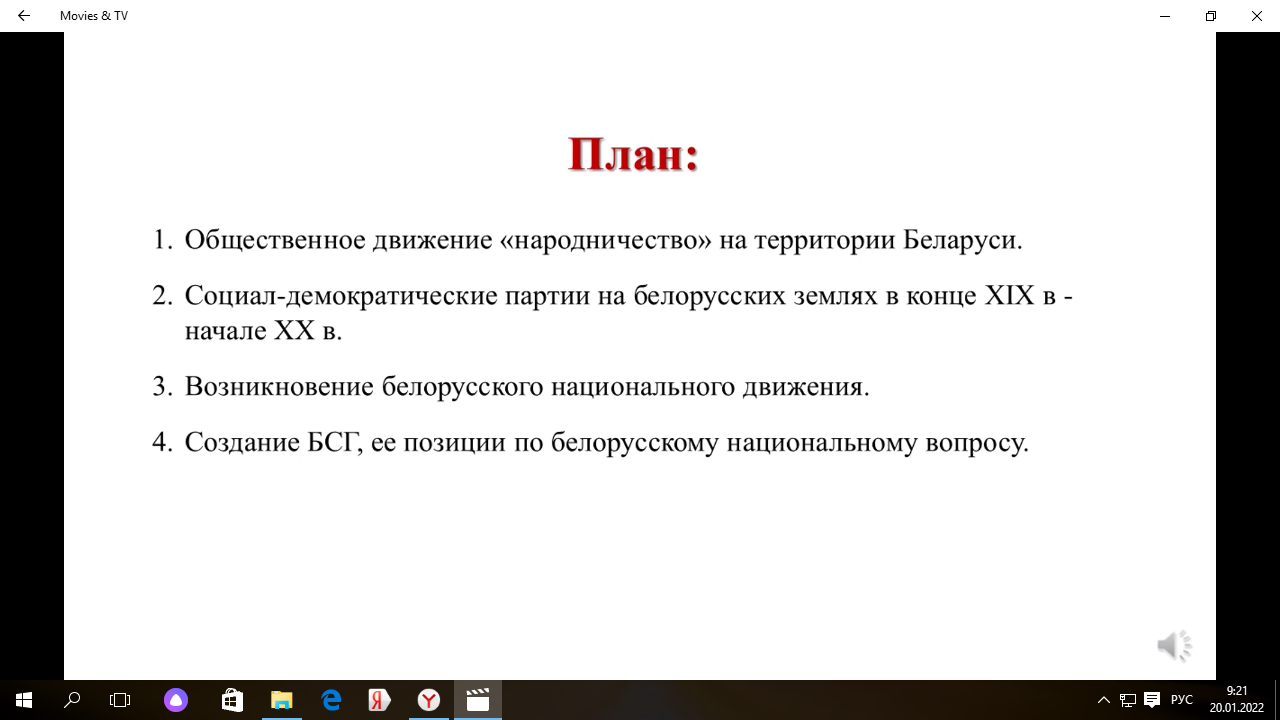 Movies & TV
План:
1. Общественное движение «народничество» на территории Беларуси.
2. Социал-демократические партии на белорусских землях в конце XIX в -
начале XX в.
3. Возникновение белорусского национального движения.
4. Создание БСГ, ее позиции по белорусскому национальному вопросу.
РУС
9:21
20.01.2022